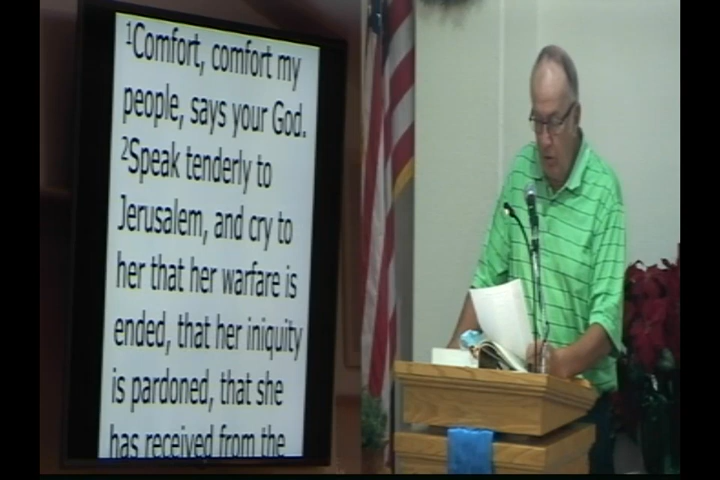 ¹Comfort, comfort my
people, says your God.
²Speak tenderly to
Jerusalem, and cry to
her that her warfare is
ended, that her iniquity
is pardoned, that she
has received from the